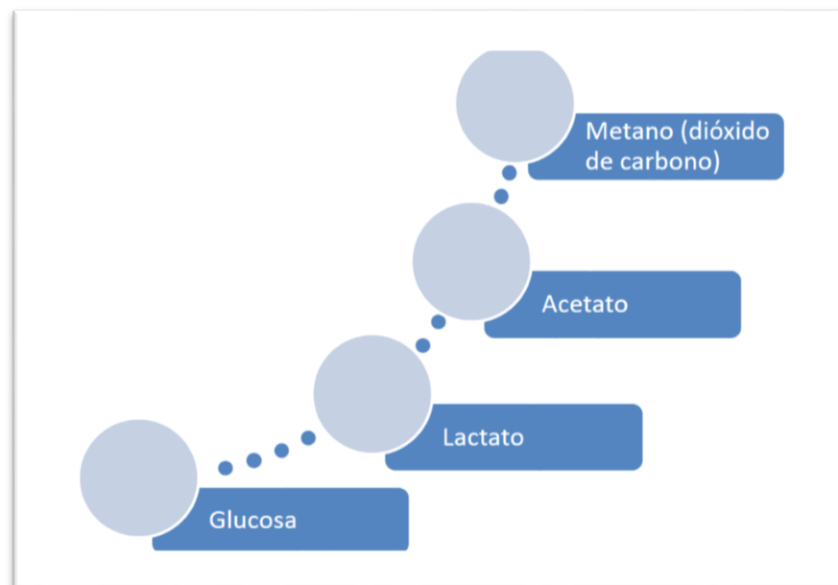 Metano (dióxido
de carbono)
Acetato
Lactato
Glucosa